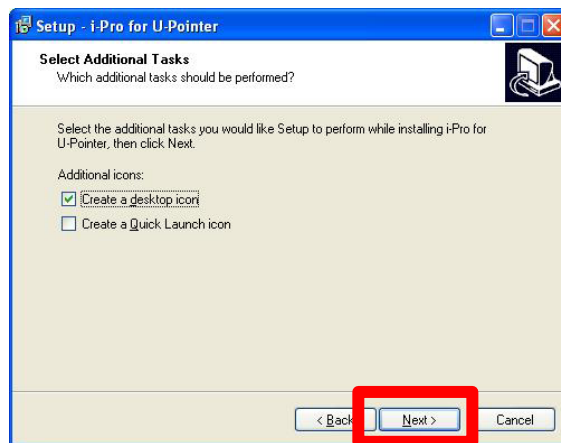 Setup - i-Pro for U-Pointer
Select Additional Tasks
Which additional tasks should be performed?
Select the additional tasks you would like Setup to perform while installing i-Pro for
U-Pointer, then click Next.
Additional icons:
Create a desktop icon
Create a Quick Launch icon
< Back
Next >
Cancel